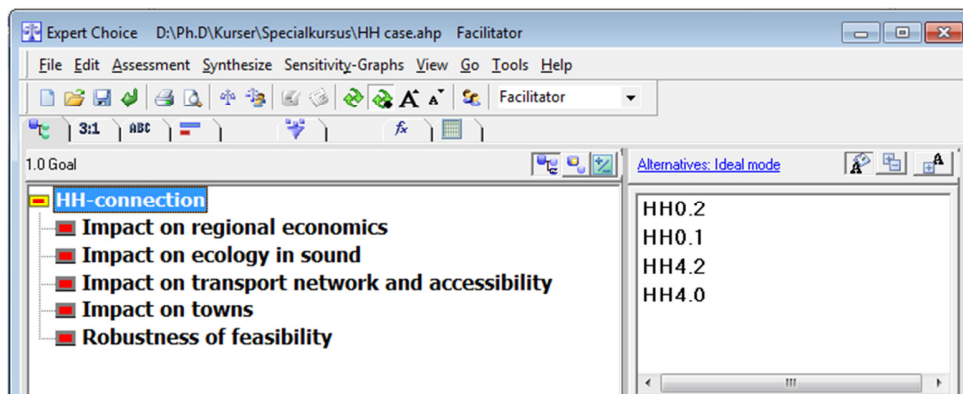 Expert Choice D:\Ph.D\Kurser\Specialkursus\HH case.ahp Facilitator
File Edit Assessment Synthesize Sensitivity-Graphs View Go Tools Help
A A Facilitator
3:1 ABC fx
1.0 Goal
Alternatives: Ideal mode
A A
HH-connection
Impact on regional economics
Impact on ecology in sound
Impact on transport network and accessibility
Impact on towns
Robustness of feasibility
HH0.2
HH0.1
HH4.2
HH4.0